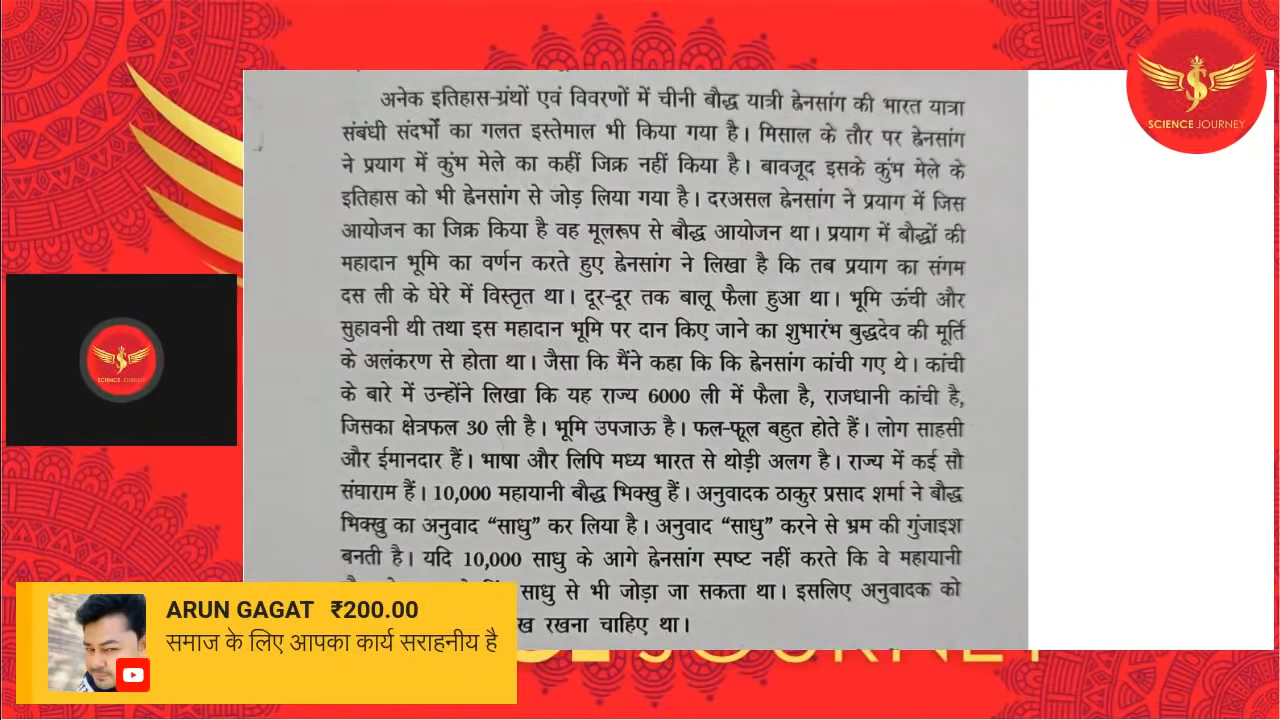 अनेक इतिहास-ग्रंथों एवं विवरणों में चीनी बौद्ध यात्री ह्वेनसांग की भारत यात्रा
संबंधी संदर्भों का गलत इस्तेमाल भी किया गया है। मिसाल के तौर पर ह्वेनसांग
ने प्रयाग में कुंभ मेले का कहीं जिक्र नहीं किया है। बावजूद इसके कुंभ मेले के
इतिहास को भी ह्वेनसांग से जोड़ लिया गया है। दरअसल ह्वेनसांग ने प्रयाग में जिस
आयोजन का जिक्र किया है वह मूलरूप से बौद्ध आयोजन था। प्रयाग में बौद्धों की
महादान भूमि का वर्णन करते हुए ह्वेनसांग ने लिखा है कि तब प्रयाग का संगम
दस ली के घेरे में विस्तृत था। दूर-दूर तक बालू फैला हुआ था। भूमि ऊंची और
सुहावनी थी तथा इस महादान भूमि पर दान किए जाने का शुभारंभ बुद्धदेव की मूर्ति
के अलंकरण से होता था। जैसा कि मैंने कहा कि कि ह्वेनसांग कांची गए थे। कांची
के बारे में उन्होंने लिखा कि यह राज्य 6000 ली में फैला है, राजधानी कांची है,
जिसका क्षेत्रफल 30 ली है। भूमि उपजाऊ है। फल-फूल बहुत होते हैं। लोग साहसी
और ईमानदार हैं। भाषा और लिपि मध्य भारत से थोड़ी अलग है। राज्य में कई सौ
संघाराम हैं। 10,000 महायानी बौद्ध भिक्खु हैं। अनुवादक ठाकुर प्रसाद शर्मा ने बौद्ध
भिक्खु का अनुवाद “साधु” कर लिया है। अनुवाद “साधु” करने से भ्रम की गुंजाइश
बनती है। यदि 10,000 साधु के आगे ह्वेनसांग स्पष्ट नहीं करते कि वे महायानी
साधु से भी जोड़ा जा सकता था। इसलिए अनुवादक को
रखना चाहिए था।
SCIENCE JOURNEY
SCIENCE JOURNEY
ARUN GAGAT ₹200.00
समाज के लिए आपका कार्य सराहनीय है